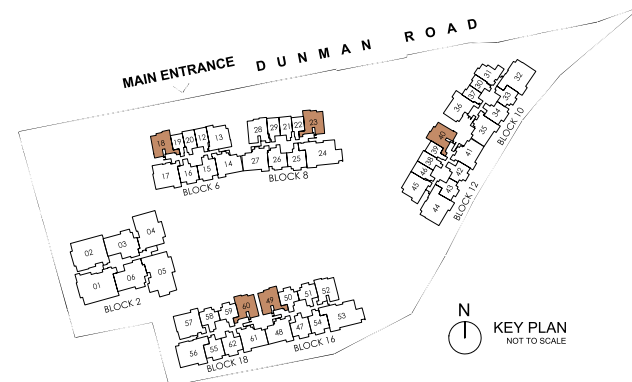 DUNMAN ROAD
MAIN ENTRANCE
18 19 20 12 13
17 16 15 14
BLOCK 6
28 29 21 22 23
27 26 25 24
BLOCK 8
37 30 31 32
36 35 34 33
BLOCK 10
40
39 38 46 45
41 42 43 44
BLOCK 12
02 03 04
01 06 05
BLOCK 2
57 58 59 60
56 55 62 61
BLOCK 18
49 50 51 52
48 47 54 53
BLOCK 16
N
KEY PLAN
NOT TO SCALE